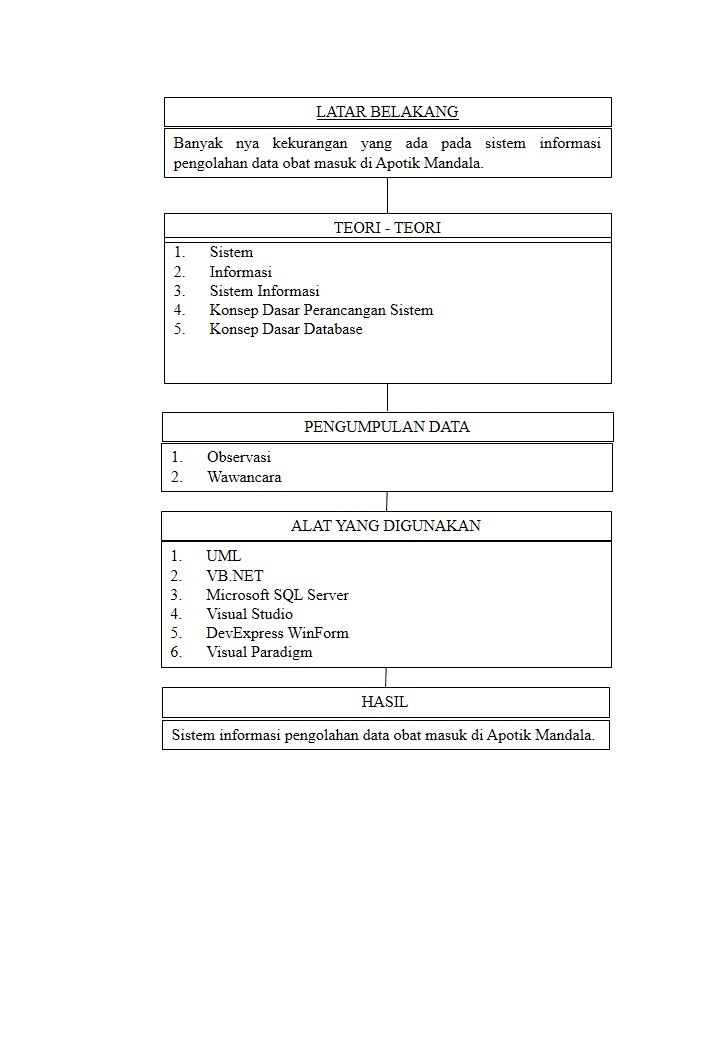 LATAR BELAKANG
Banyak nya kekurangan yang ada pada sistem informasi
pengolahan data obat masuk di Apotik Mandala.
TEORI - TEORI
1. Sistem
2. Informasi
3. Sistem Informasi
4. Konsep Dasar Perancangan Sistem
5. Konsep Dasar Database
PENGUMPULAN DATA
1. Observasi
2. Wawancara
ALAT YANG DIGUNAKAN
1. UML
2. VB.NET
3. Microsoft SQL Server
4. Visual Studio
5. DevExpress WinForm
6. Visual Paradigm
HASIL
Sistem informasi pengolahan data obat masuk di Apotik Mandala.